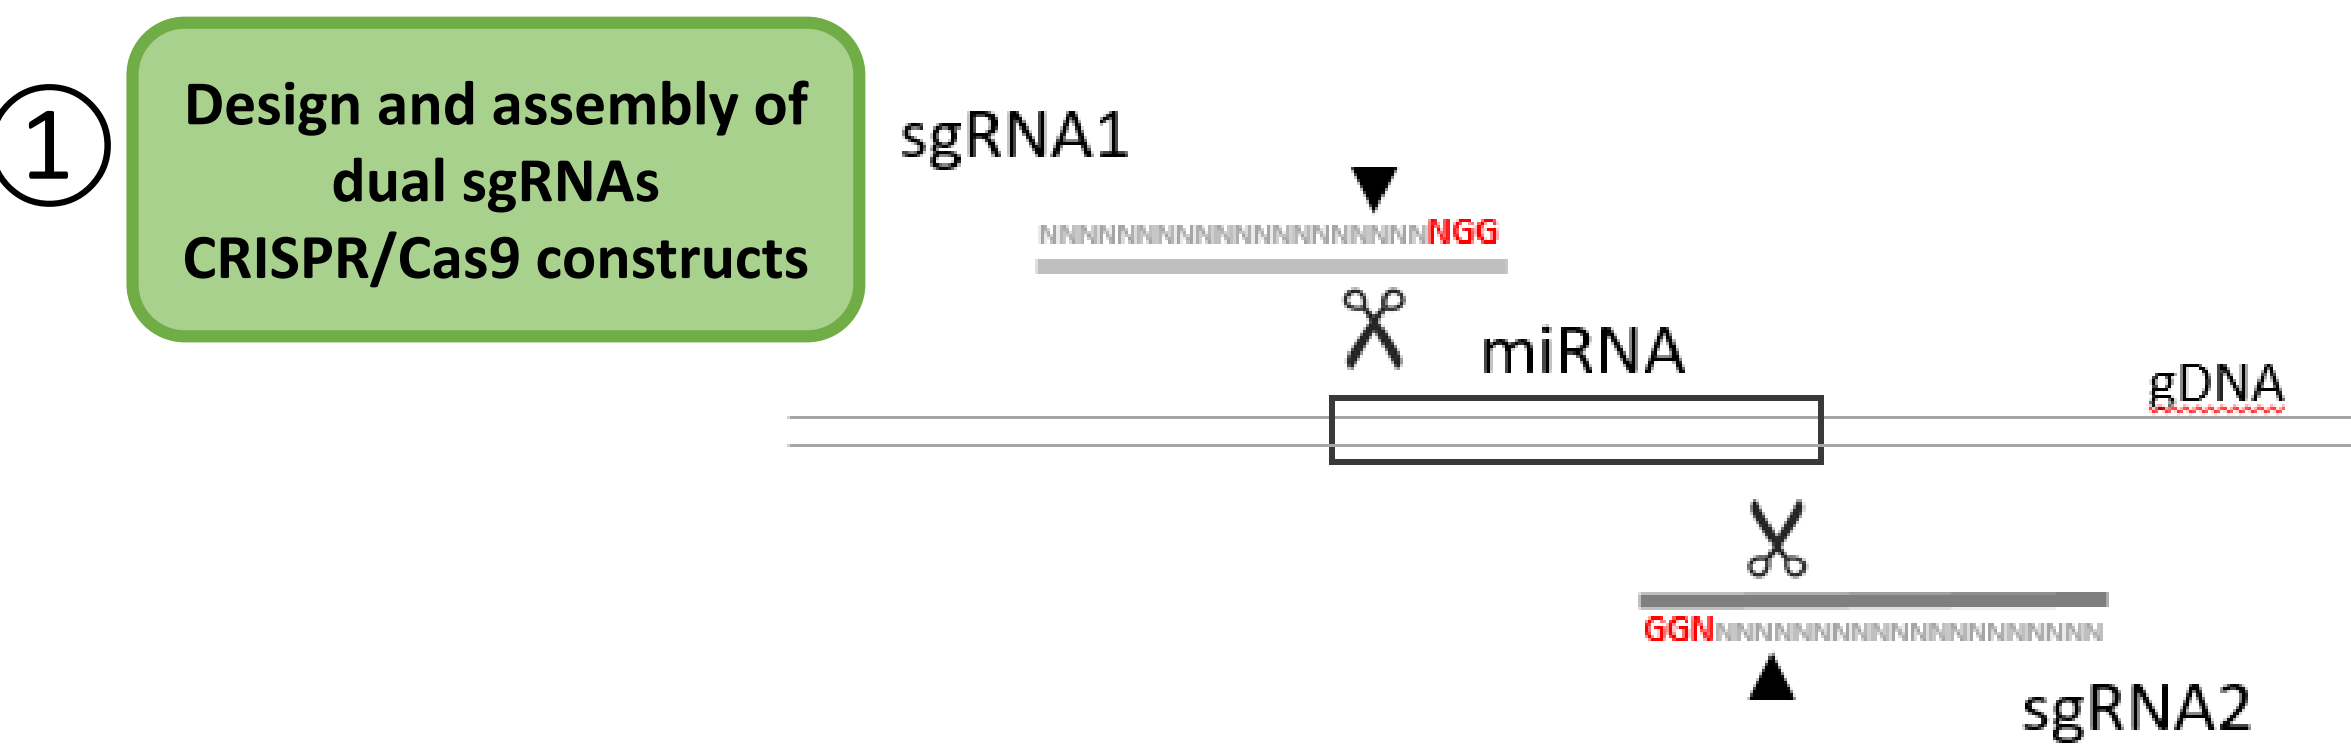 1
Design and assembly of
dual sgRNAs
CRISPR/Cas9 constructs
sgRNA1
NNNNNNNNNNNNNNNNNNNNNGG
miRNA
gDNA
GGNNNNNNNNNNNNNNNNNNNNN
sgRNA2